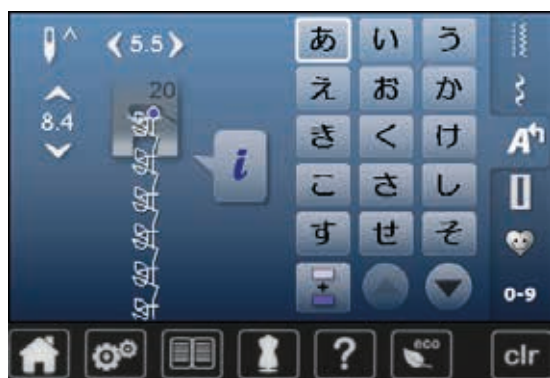 5.5
あ い う
20
え お か
8.4
き く け
i
こ さ し
す せ そ
0-9
?
eco
clr